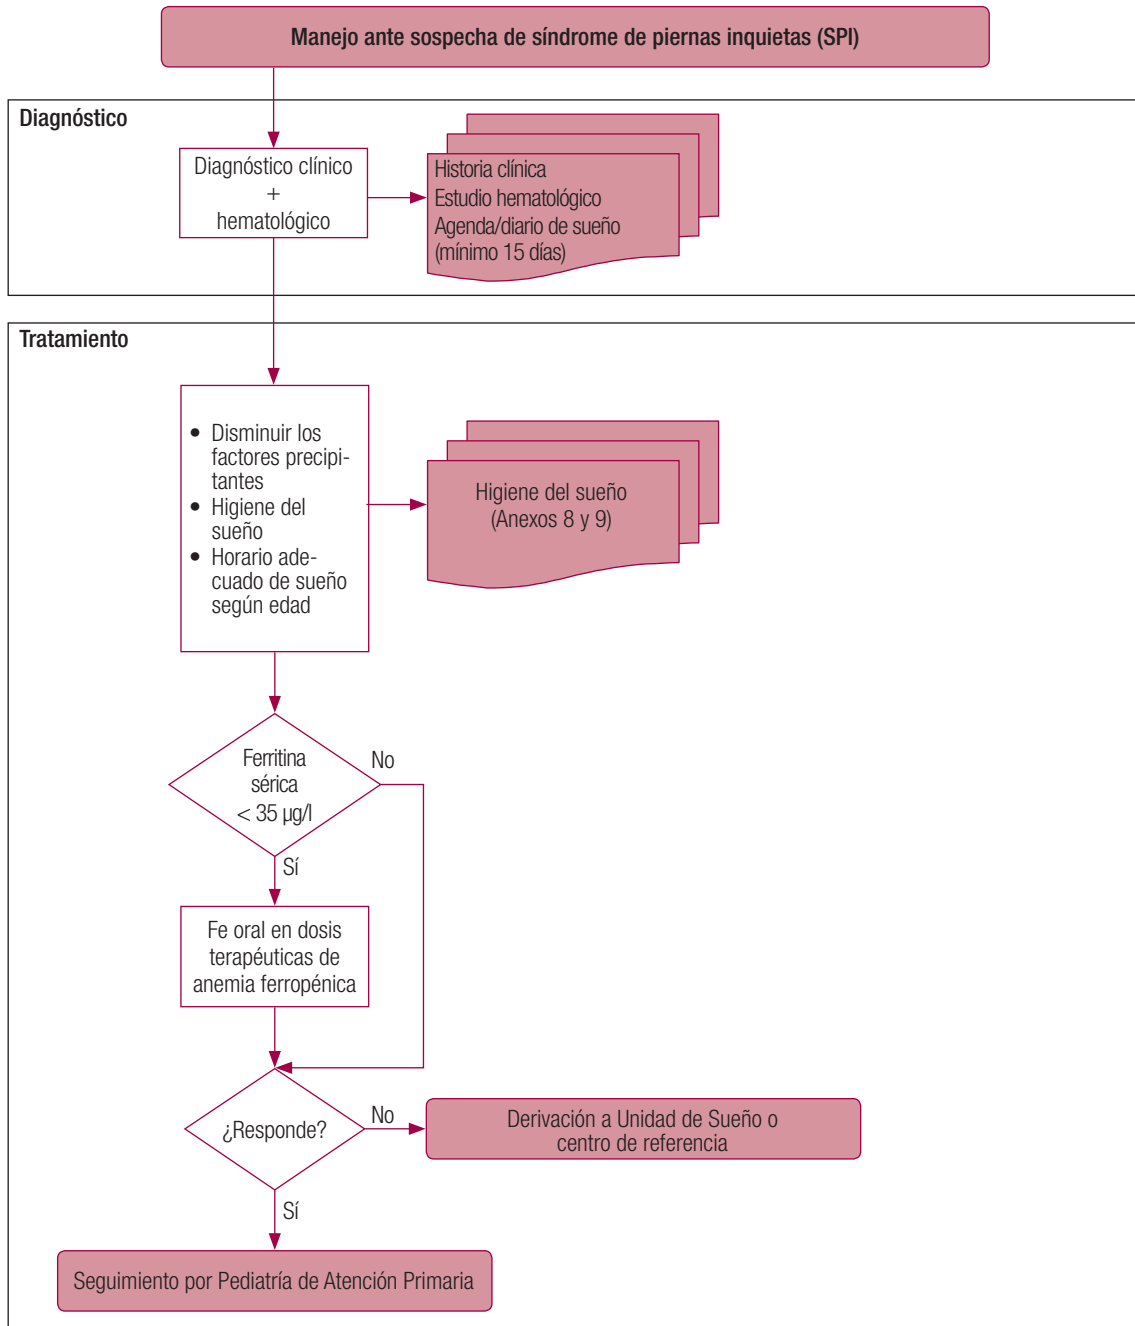 Manejo ante sospecha de síndrome de piernas inquietas (SPI)
Diagnóstico
Diagnóstico clínico
+
hematológico
Historia clínica
Estudio hematológico
Agenda/diario de sueño
(mínimo 15 días)
Tratamiento
• Disminuir los
factores precipi-
tantes
• Higiene del
sueño
• Horario ade-
cuado de sueño
según edad
Higiene del sueño
(Anexos 8 y 9)
Ferritina
sérica
< 35 µg/l
No
Sí
Fe oral en dosis
terapéuticas de
anemia ferropénica
¿Responde?
No
Derivación a Unidad de Sueño o
centro de referencia
Sí
Seguimiento por Pediatría de Atención Primaria